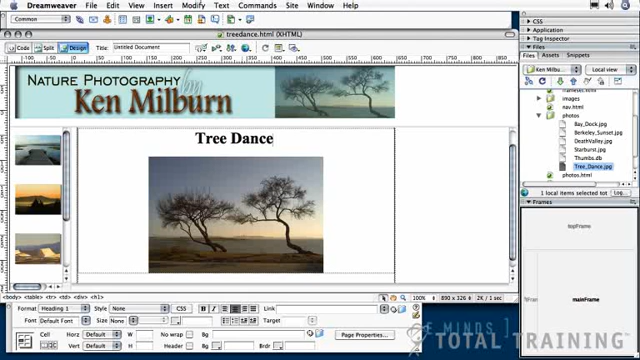 Dreamweaver File Edit View Insert Modify Text Commands Site Window Help
Common
treedance.html (XHTML)
Code Split Design Title: Untitled Document
Nature Photography
by
Ken Milburn
Tree Dance
<body> <table> <tr> <td> <h1> 100% 890 x 326 2K / 1 sec
Format Heading 1 Style None CSS B I Link
Font Default Font Size None Target
Cell Horz Default W No wrap Bg
Vert Default H Header Bg Page Properties...
CSS
Application
Tag Inspector
Files
Files Assets Snippets
Ken Milbu... Local view
images
nav.html
photos
Bay_Dock.jpg
Berkeley_Sunset.jpg
DeathValley.jpg
Starburst.jpg
Thumbs.db
Tree_Dance.jpg
photos.html
1 local items selected tot Log...
Frames
topFrame
mainFrame
E MINDS ]
TOTAL TRAINING